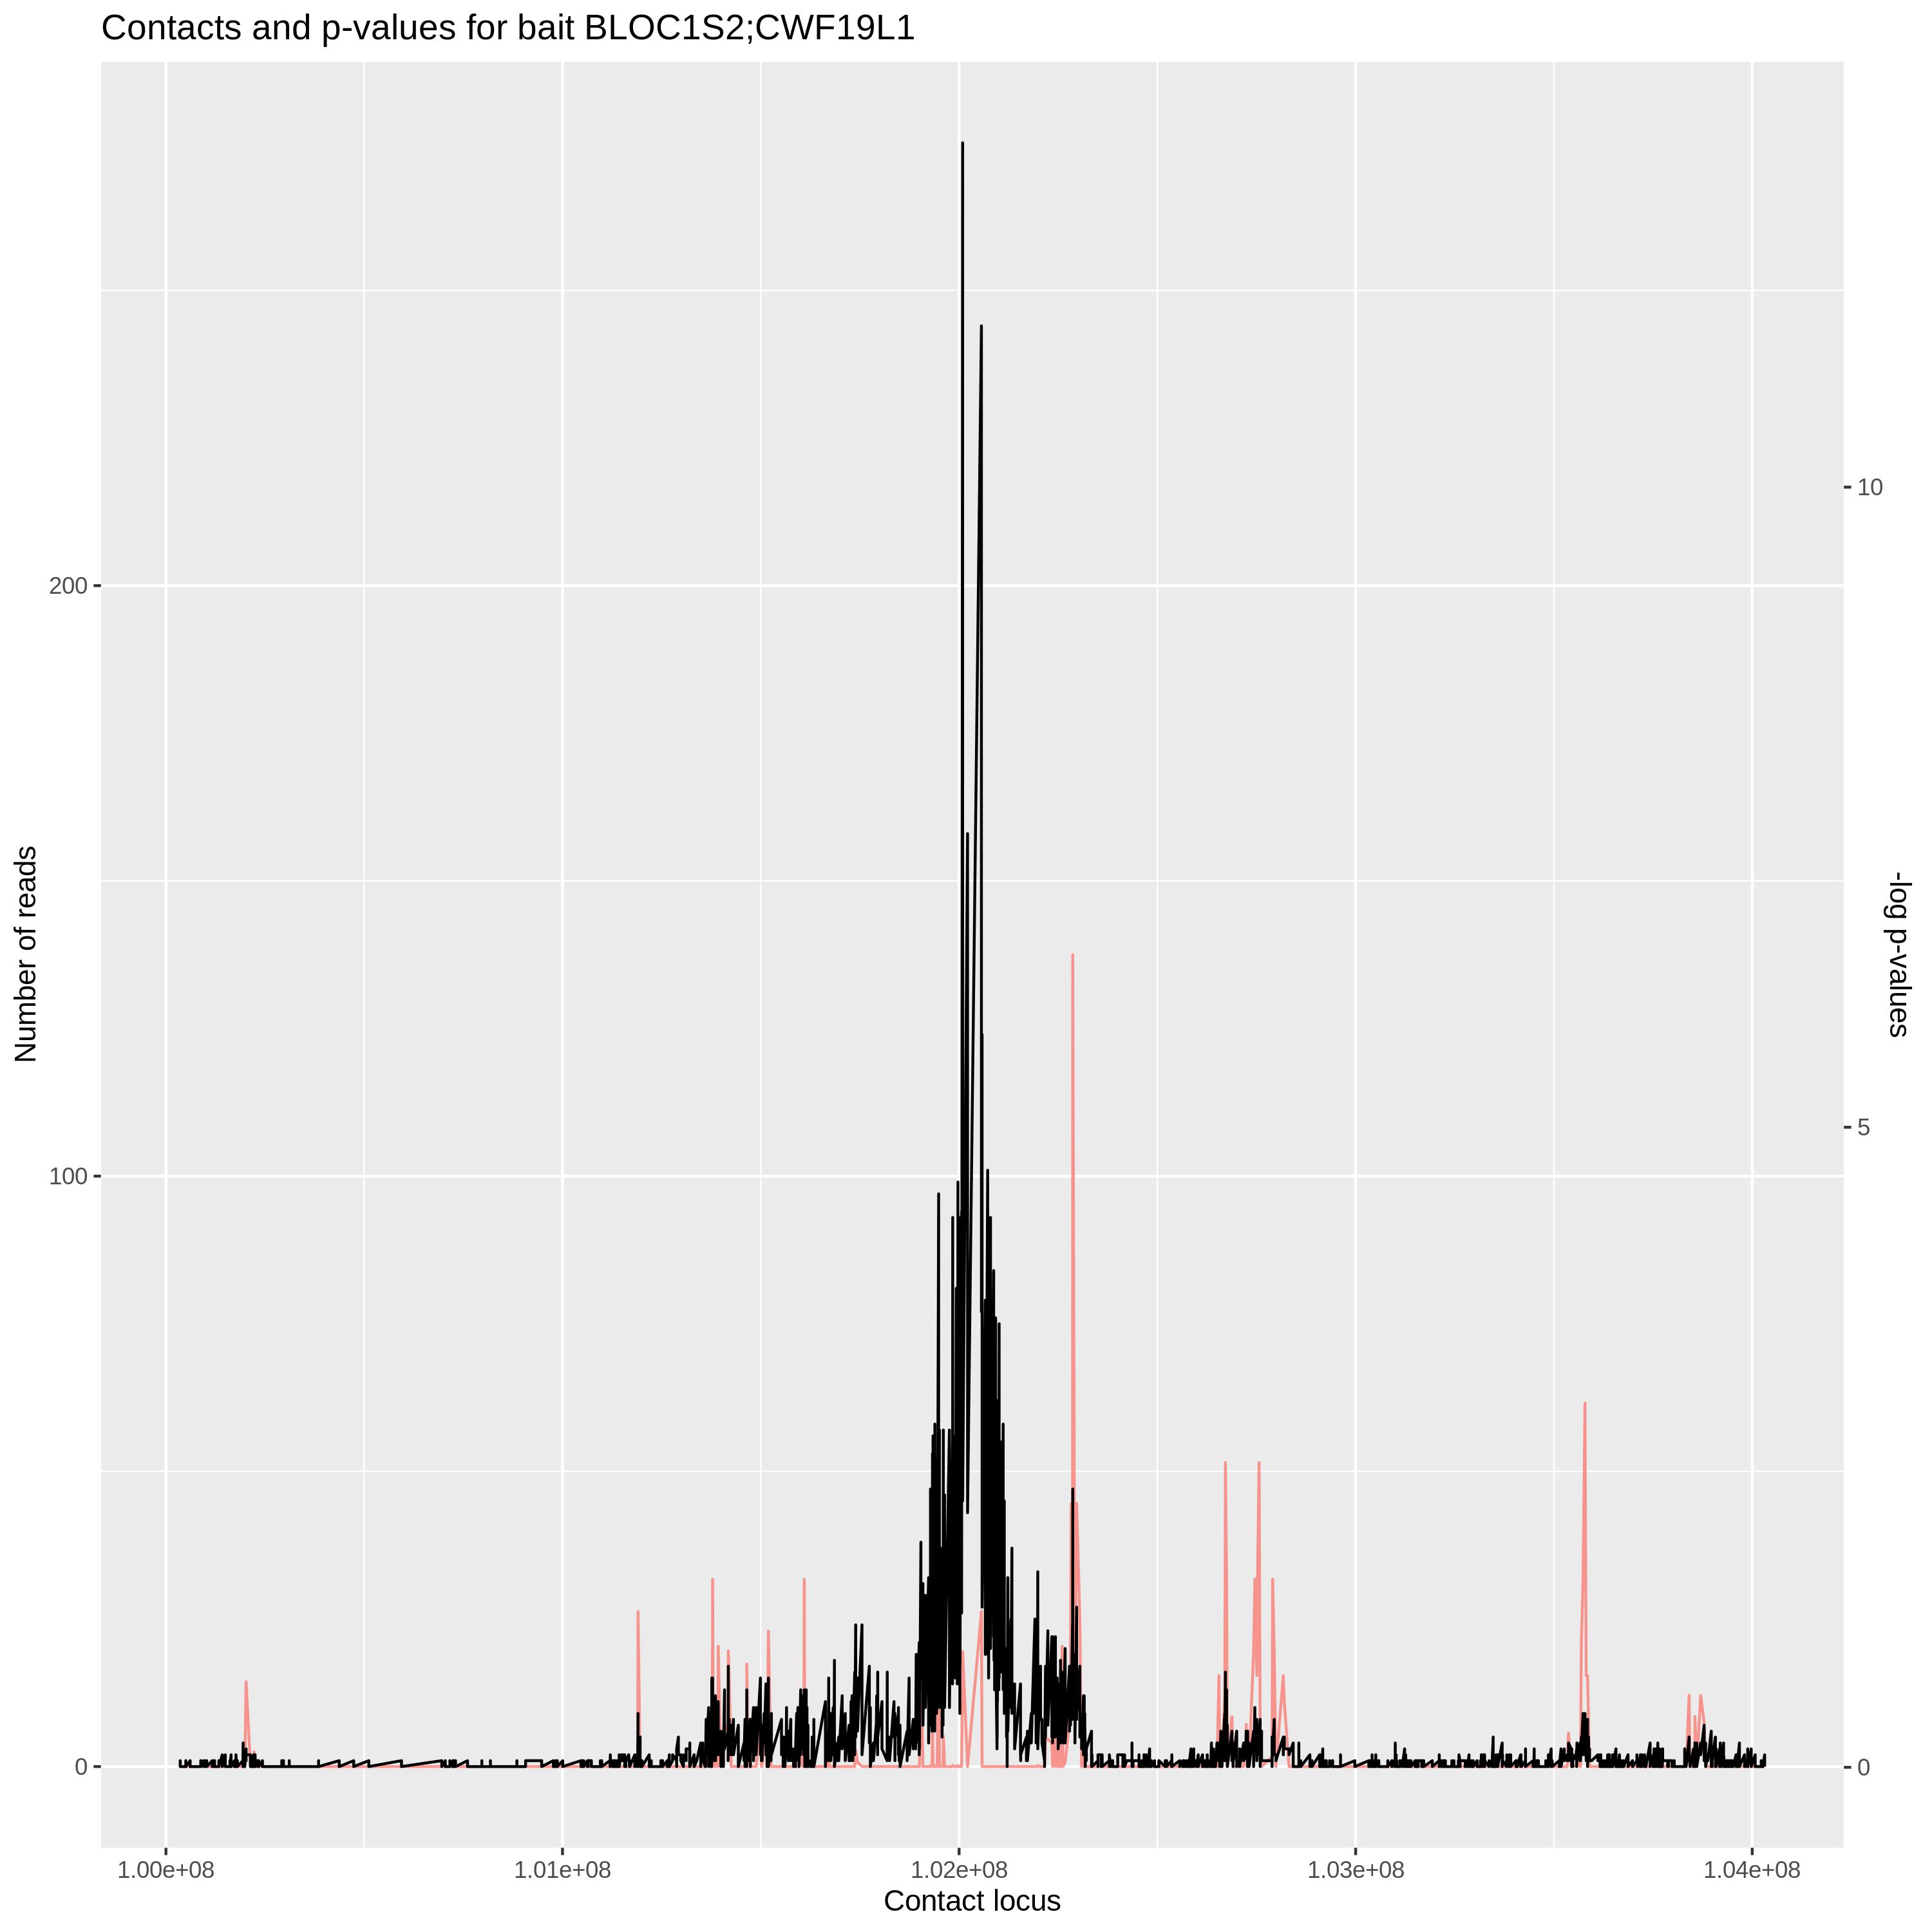 Contacts and p-values for bait BLOC1S2;CWF19L1
Number of reads
200
100
0
10
5
0
-log p-values
1.00e+08
1.01e+08
1.02e+08
1.03e+08
1.04e+08
Contact locus